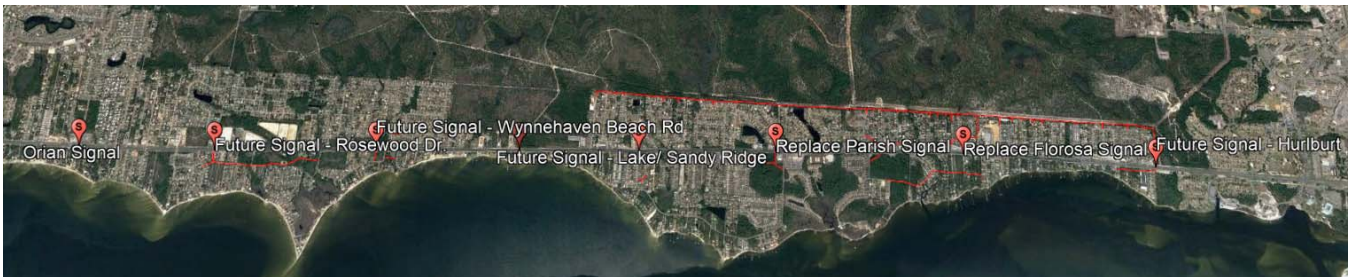 S
Orian Signal
S
Future Signal - Rosewood Dr.
S
Future Signal - Wynnehaven Beach Rd
Future Signal - Lake/ Sandy Ridge
S
Replace Parish Signal
S
Replace Florosa Signal
Future Signal - Hurlburt